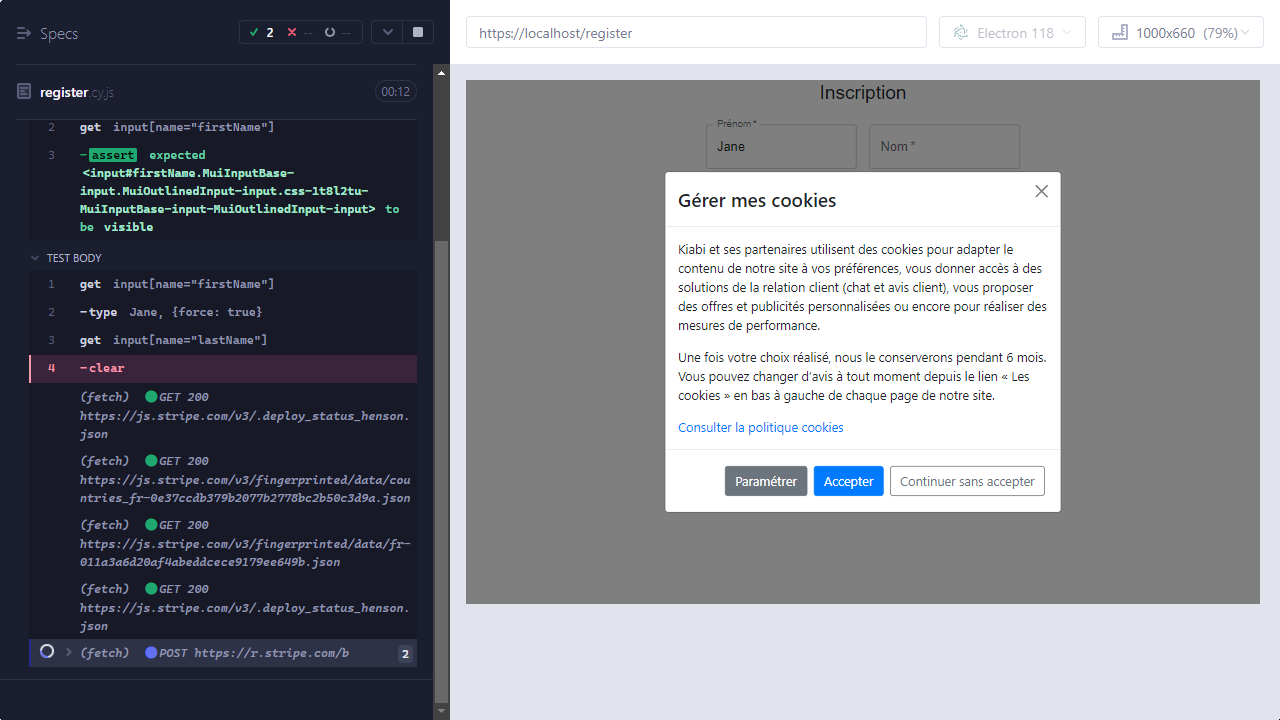 Specs
2
--
--
register.cy.js
00:12
2 get input[name="firstName"]
3 -assert expected
<input#firstName.MuiInputBase-
input.MuiOutlinedInput-input.css-1t8l2tu-
MuiInputBase-input-MuiOutlinedInput-input> to
be visible
TEST BODY
1 get input[name="firstName"]
2 -type Jane, {force: true}
3 get input[name="lastName"]
4 -clear
(fetch) GET 200
https://js.stripe.com/v3/.deploy_status_henson.
json
(fetch) GET 200
https://js.stripe.com/v3/fingerprinted/data/cou
ntries_fr-0e37ccdb379b2077b2778bc2b50c3d9a.json
(fetch) GET 200
https://js.stripe.com/v3/fingerprinted/data/fr-
011a3a6d20af4abeddcece9179ee649b.json
(fetch) GET 200
https://js.stripe.com/v3/.deploy_status_henson.
json
(fetch) POST https://r.stripe.com/b 2
https://localhost/register
Electron 118
1000x660 (79%)
Inscription
Prénom *
Jane
Nom *
Gérer mes cookies
Kiabi et ses partenaires utilisent des cookies pour adapter le
contenu de notre site à vos préférences, vous donner accès à des
solutions de la relation client (chat et avis client), vous proposer
des offres et publicités personnalisées ou encore pour réaliser des
mesures de performance.
Une fois votre choix réalisé, nous le conserverons pendant 6 mois.
Vous pouvez changer d'avis à tout moment depuis le lien « Les
cookies » en bas à gauche de chaque page de notre site.
Consulter la politique cookies
Paramétrer
Accepter
Continuer sans accepter